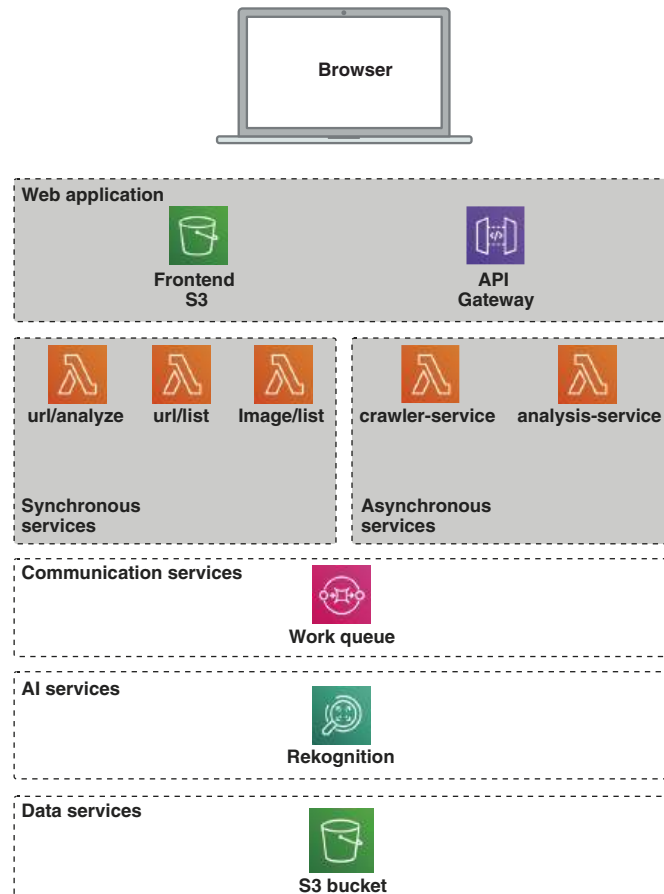 Browser
Web application
Frontend
S3
API
Gateway
url/analyze
url/list
Image/list
Synchronous
services
crawler-service
analysis-service
Asynchronous
services
Communication services
Work queue
AI services
Rekognition
Data services
S3 bucket